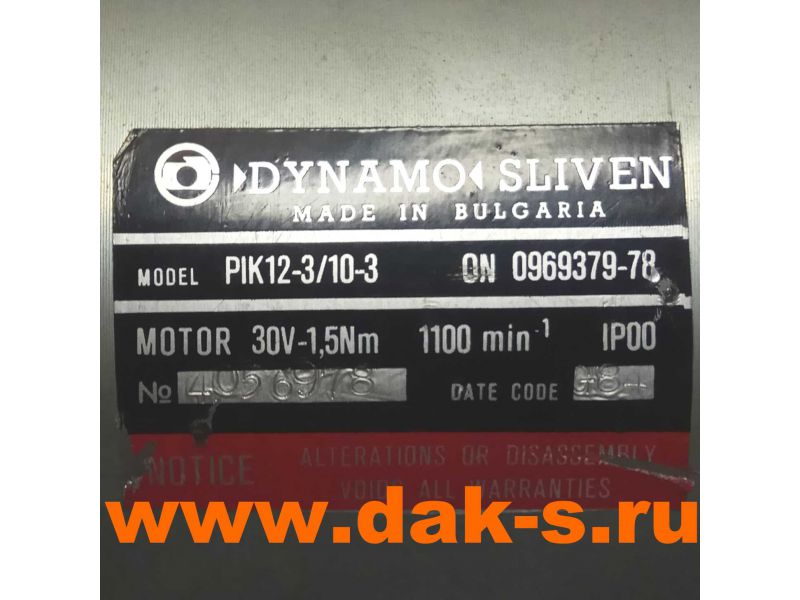 DYNAMO SLIVEN
MADE IN BULGARIA
MODEL PIK12-3/10-3 ON 0969379-78
MOTOR 30V-1,5Nm 1100 min-1 IP00
No 4056978 DATE CODE
NOTICE ALTERATIONS OR DISASSEMBLY
VOID ALL WARRANTIES
www.dak-s.ru